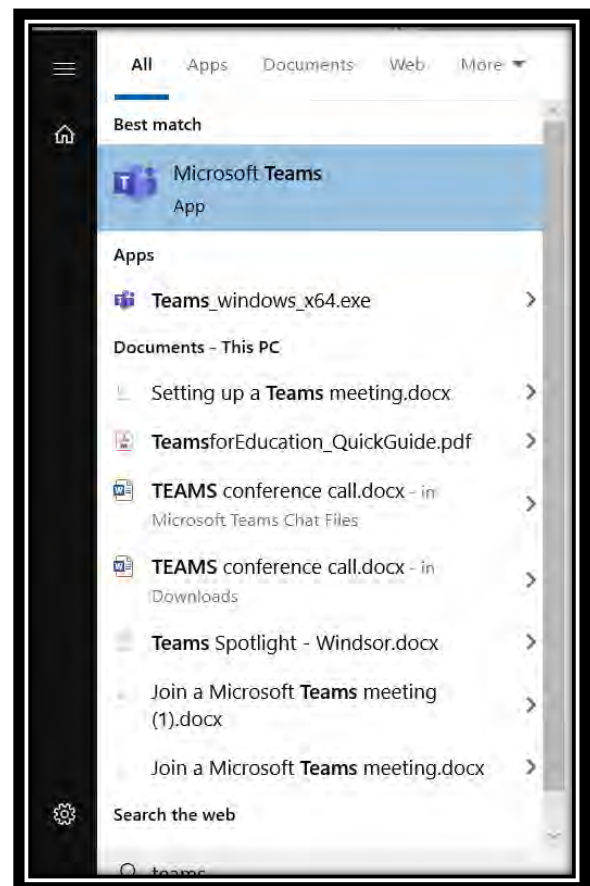 All Apps Documents Web More
Best match
Microsoft Teams
App
Apps
Teams_windows_x64.exe
Documents - This PC
Setting up a Teams meeting.docx
TeamsforEducation_QuickGuide.pdf
TEAMS conference call.docx - in
Microsoft Teams Chat Files
TEAMS conference call.docx - in
Downloads
Teams Spotlight - Windsor.docx
Join a Microsoft Teams meeting
(1).docx
Join a Microsoft Teams meeting.docx
Search the web
teams